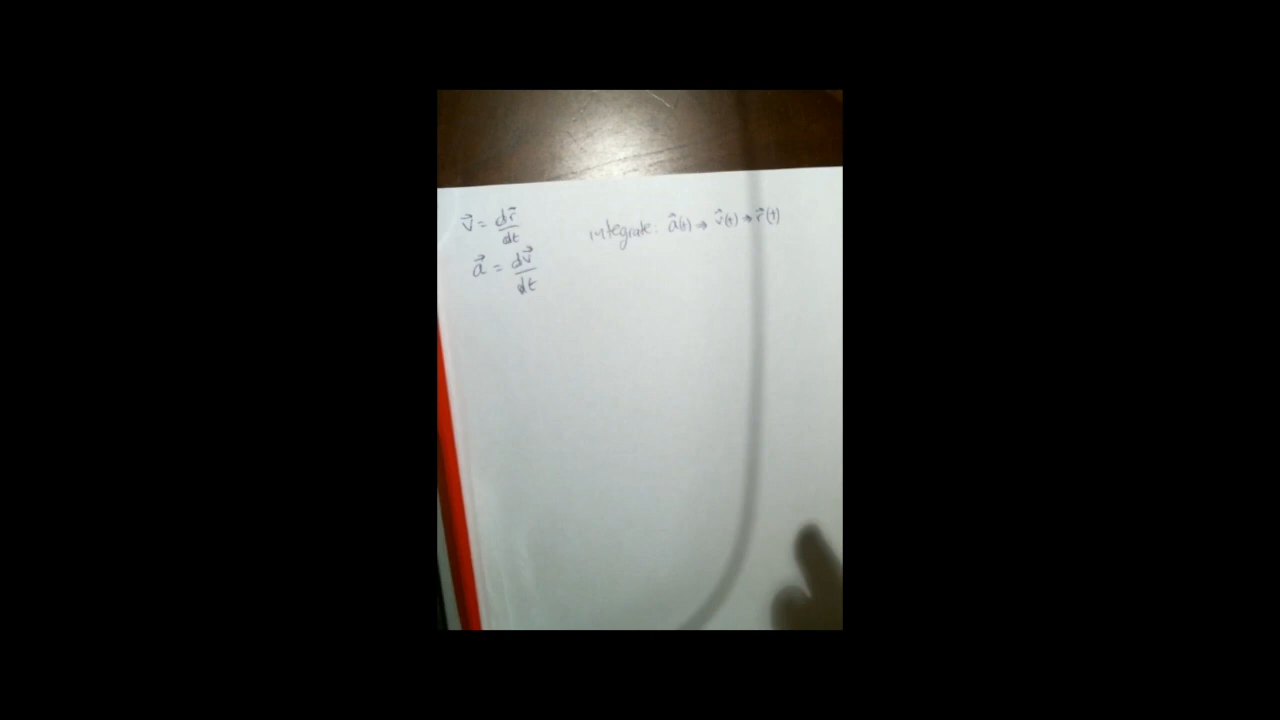 v⃗ = dr⃗/dt
integrate: a⃗(t) ⇒ v⃗(t) ⇒ r⃗(t)
a⃗ = dv⃗/dt